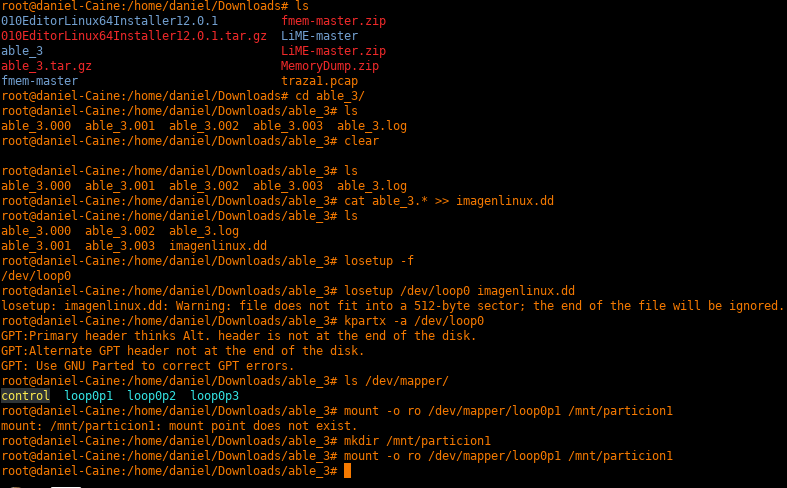 root@daniel-Caine:/home/daniel/Downloads# ls
010EditorLinux64Installer12.0.1         fmem-master.zip
010EditorLinux64Installer12.0.1.tar.gz  LiME-master
able_3                                  LiME-master.zip
able_3.tar.gz                           MemoryDump.zip
fmem-master                             traza1.pcap
root@daniel-Caine:/home/daniel/Downloads# cd able_3/
root@daniel-Caine:/home/daniel/Downloads/able_3# ls
able_3.000  able_3.001  able_3.002  able_3.003  able_3.log
root@daniel-Caine:/home/daniel/Downloads/able_3# clear
root@daniel-Caine:/home/daniel/Downloads/able_3# ls
able_3.000  able_3.001  able_3.002  able_3.003  able_3.log
root@daniel-Caine:/home/daniel/Downloads/able_3# cat able_3.* >> imagenlinux.dd
root@daniel-Caine:/home/daniel/Downloads/able_3# ls
able_3.000  able_3.002  able_3.log
able_3.001  able_3.003  imagenlinux.dd
root@daniel-Caine:/home/daniel/Downloads/able_3# losetup -f
/dev/loop0
root@daniel-Caine:/home/daniel/Downloads/able_3# losetup /dev/loop0 imagenlinux.dd
losetup: imagenlinux.dd: Warning: file does not fit into a 512-byte sector; the end of the file will be ignored.
root@daniel-Caine:/home/daniel/Downloads/able_3# kpartx -a /dev/loop0
GPT:Primary header thinks Alt. header is not at the end of the disk.
GPT:Alternate GPT header not at the end of the disk.
GPT: Use GNU Parted to correct GPT errors.
root@daniel-Caine:/home/daniel/Downloads/able_3# ls /dev/mapper/
control  loop0p1  loop0p2  loop0p3
root@daniel-Caine:/home/daniel/Downloads/able_3# mount -o ro /dev/mapper/loop0p1 /mnt/particion1
mount: /mnt/particion1: mount point does not exist.
root@daniel-Caine:/home/daniel/Downloads/able_3# mkdir /mnt/particion1
root@daniel-Caine:/home/daniel/Downloads/able_3# mount -o ro /dev/mapper/loop0p1 /mnt/particion1
root@daniel-Caine:/home/daniel/Downloads/able_3#